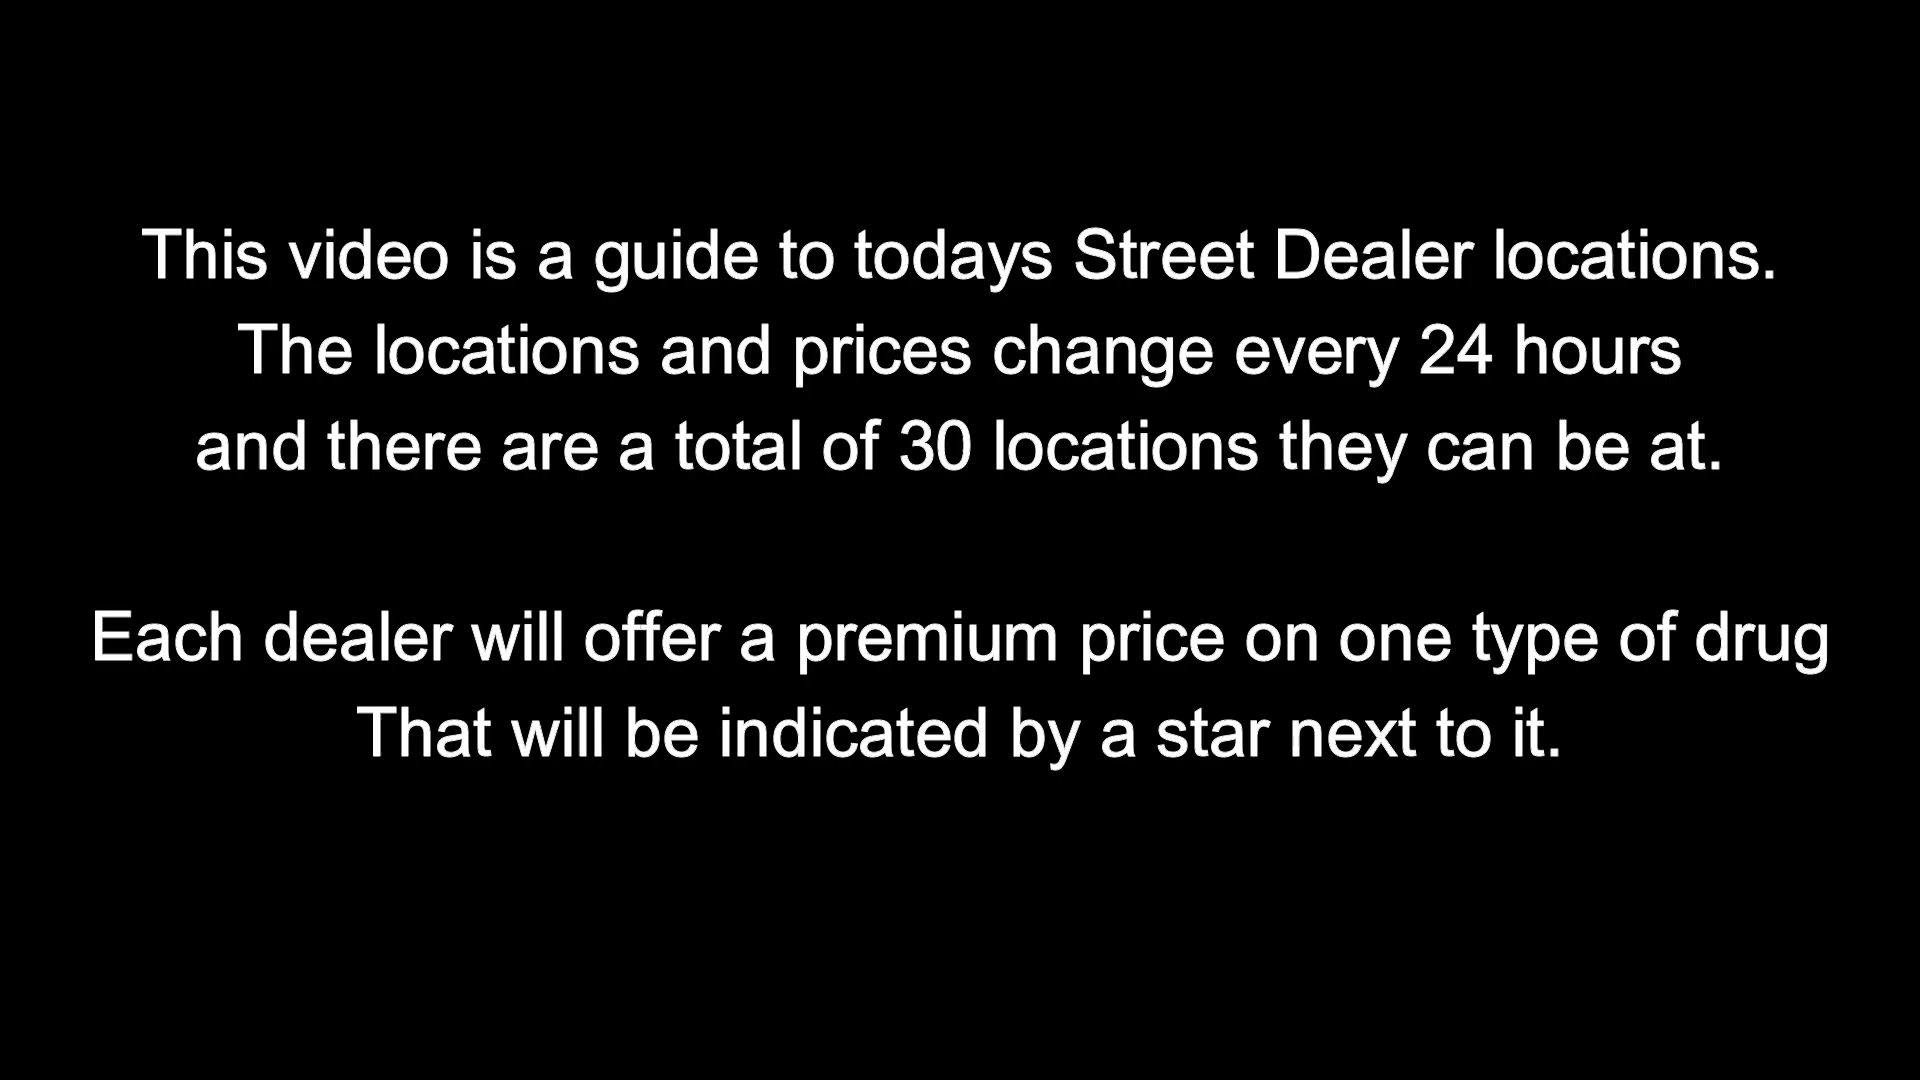 This video is a guide to todays Street Dealer locations.
The locations and prices change every 24 hours
and there are a total of 30 locations they can be at.
Each dealer will offer a premium price on one type of drug
That will be indicated by a star next to it.